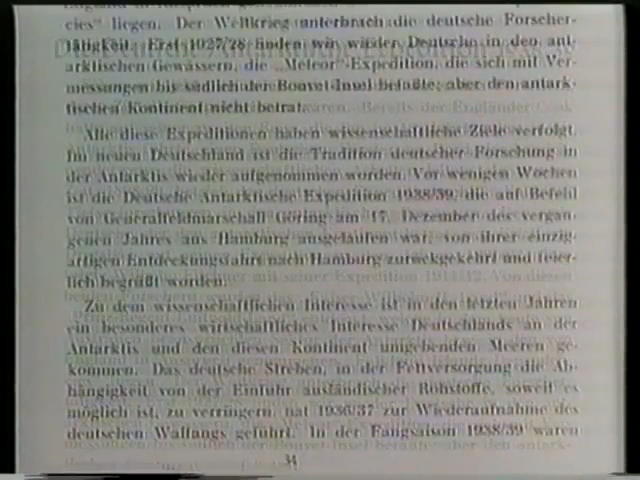 cies" liegen. Der Weltkrieg unterbrach die deutsche Forscher-
tätigkeit. Erst 1927/28 finden wir wieder Deutsche in den ant-
arktischen Gewässern, die „Meteor"-Expedition, die sich mit Ver-
messungen bis südlich der Bouvet-Insel befaßte, aber den antark-
tischen Kontinent nicht betrat.
Alle diese Expeditionen haben wissenschaftliche Ziele verfolgt.
Im neuen Deutschland ist die Tradition deutscher Forschung in
der Antarktis wieder aufgenommen worden. Vor wenigen Wochen
ist die Deutsche Antarktische Expedition 1938/39, die auf Befehl
von Generalfeldmarschall Göring am 17. Dezember des vergan-
genen Jahres aus Hamburg ausgelaufen war, von ihrer einzig-
artigen Entdeckungsfahrt nach Hamburg zurückgekehrt und feier-
lich begrüßt worden.
Zu dem wissenschaftlichen Interesse ist in den letzten Jahren
ein besonderes wirtschaftliches Interesse Deutschlands an der
Antarktis und den diesen Kontinent umgebenden Meeren ge-
kommen. Das deutsche Streben, in der Fettversorgung die Ab-
hängigkeit von der Einfuhr ausländischer Rohstoffe, soweit es
möglich ist, zu verringern, hat 1936/37 zur Wiederaufnahme des
deutschen Walfangs geführt. In der Fangsaison 1938/39 waren
34